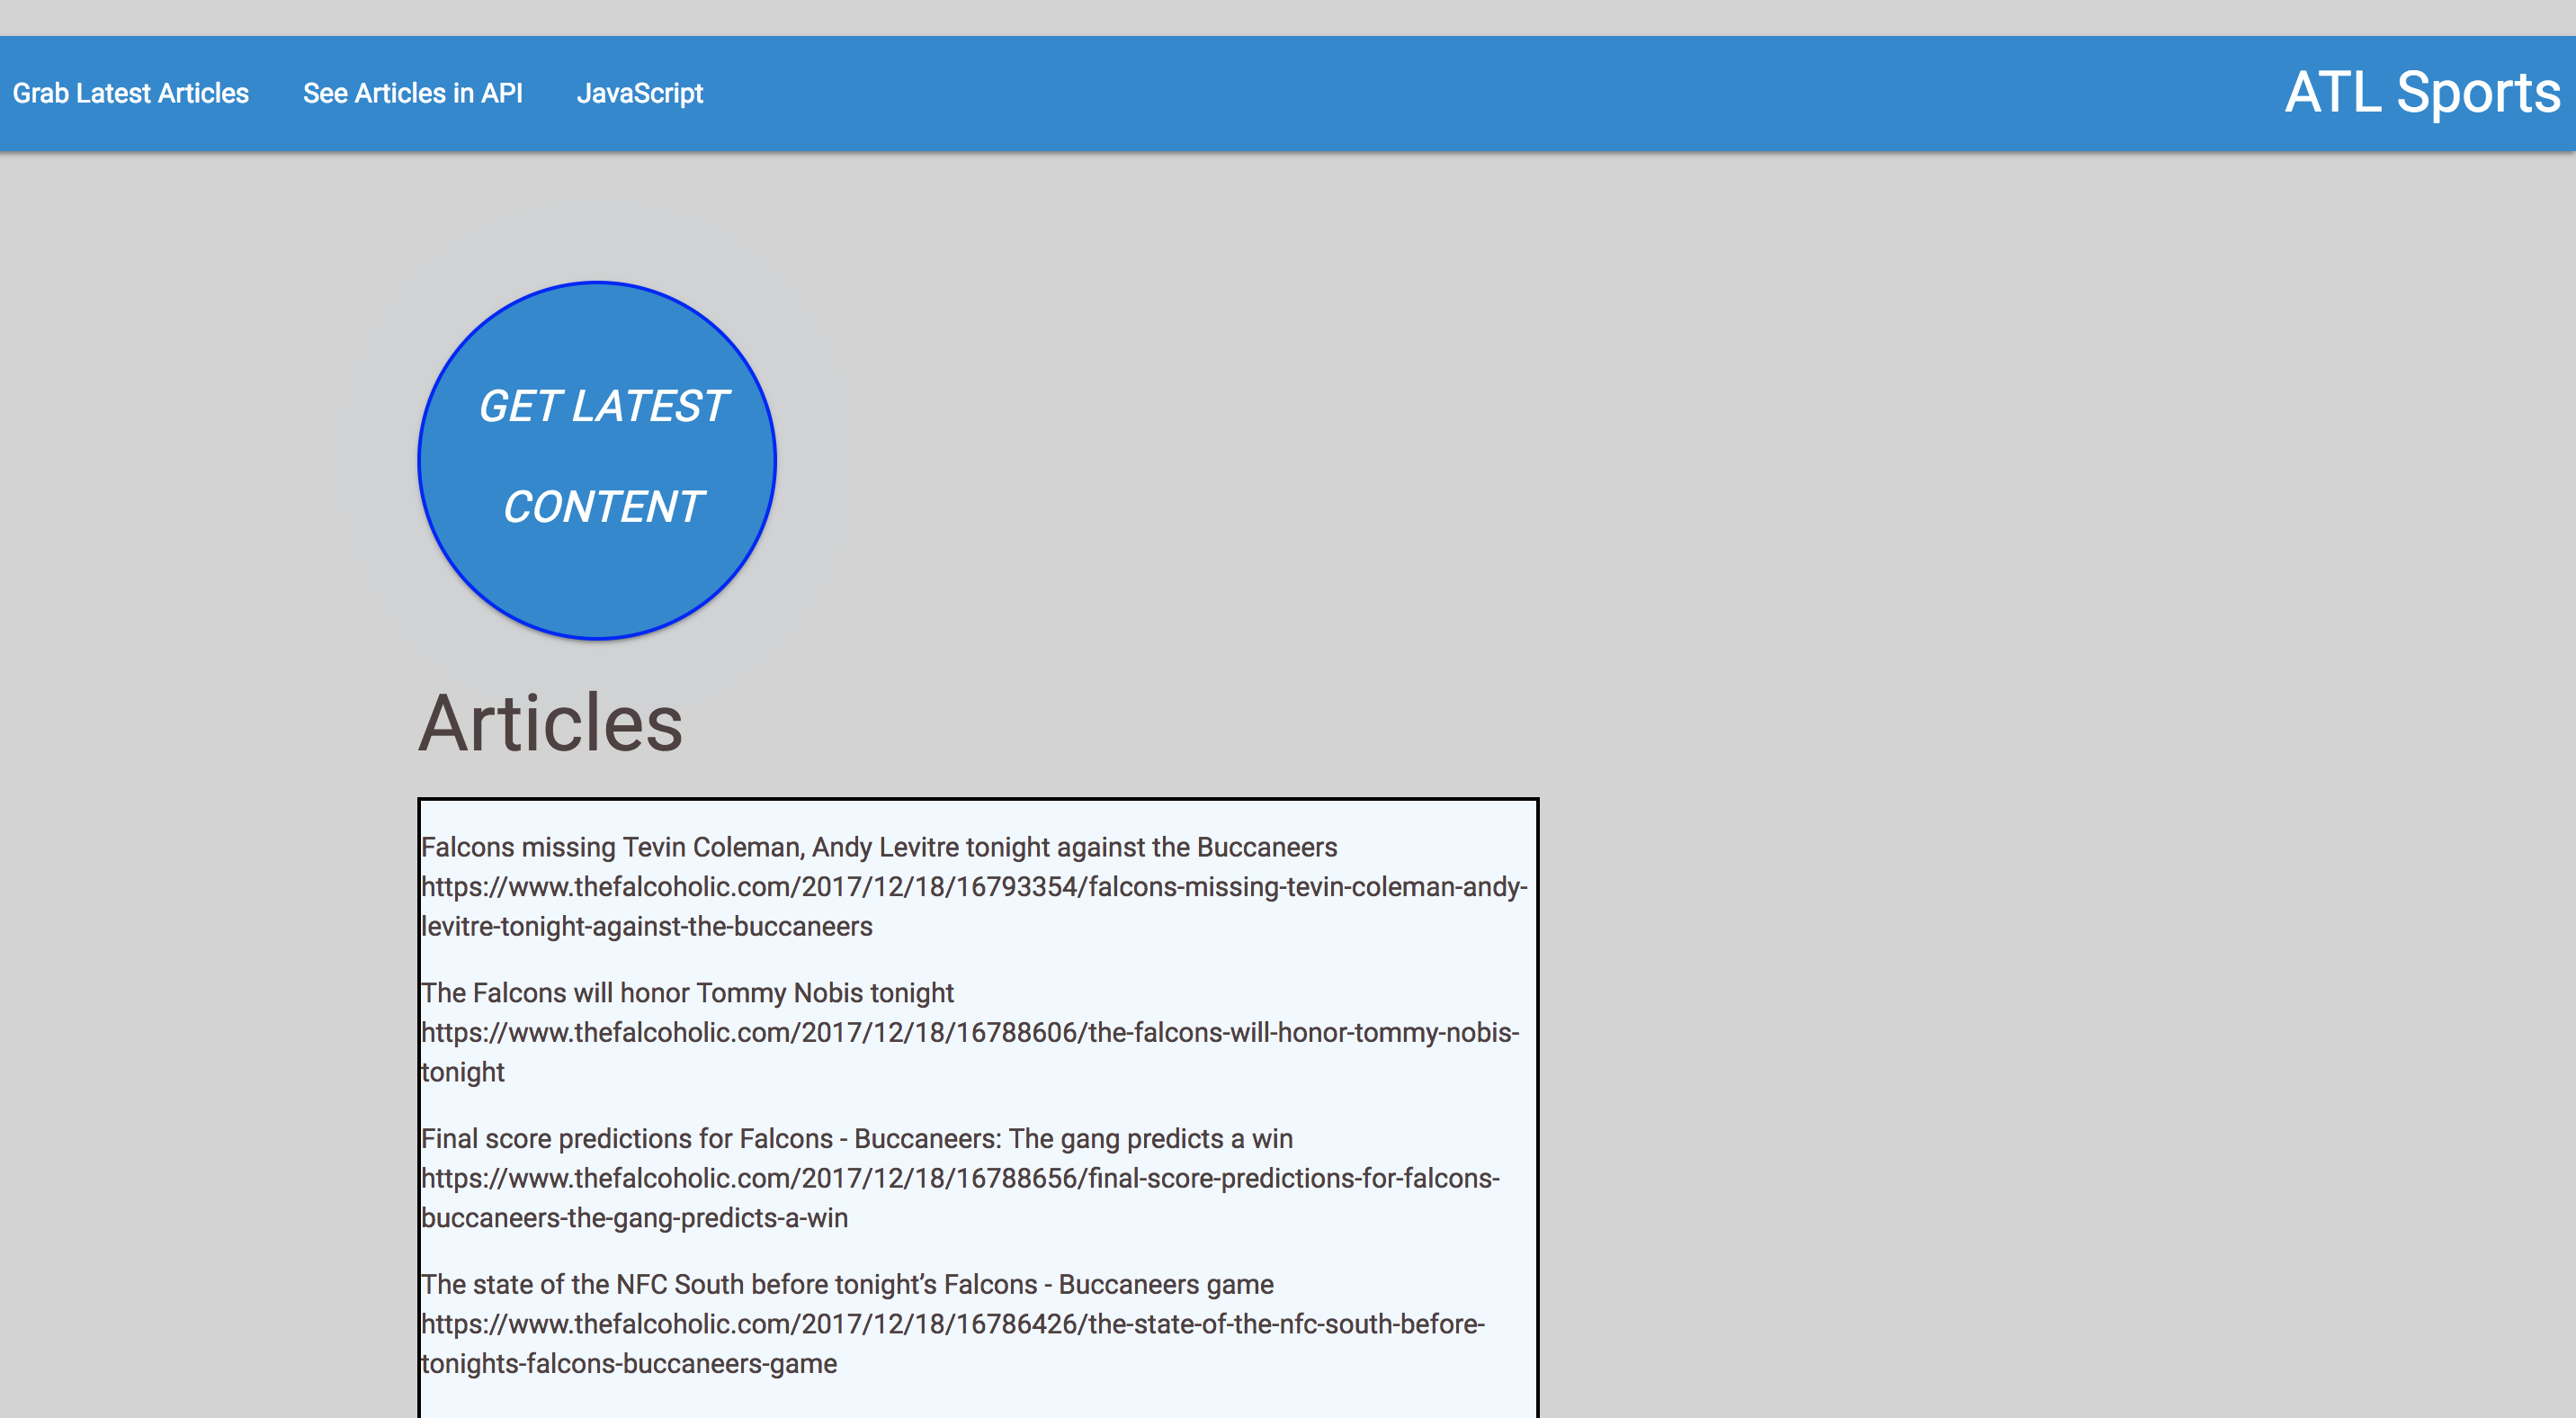 Grab Latest Articles See Articles in API JavaScript ATL Sports
GET LATEST
CONTENT
Articles
Falcons missing Tevin Coleman, Andy Levitre tonight against the Buccaneers
https://www.thefalcoholic.com/2017/12/18/16793354/falcons-missing-tevin-coleman-andy-
levitre-tonight-against-the-buccaneers
The Falcons will honor Tommy Nobis tonight
https://www.thefalcoholic.com/2017/12/18/16788606/the-falcons-will-honor-tommy-nobis-
tonight
Final score predictions for Falcons - Buccaneers: The gang predicts a win
https://www.thefalcoholic.com/2017/12/18/16788656/final-score-predictions-for-falcons-
buccaneers-the-gang-predicts-a-win
The state of the NFC South before tonight’s Falcons - Buccaneers game
https://www.thefalcoholic.com/2017/12/18/16786426/the-state-of-the-nfc-south-before-
tonights-falcons-buccaneers-game